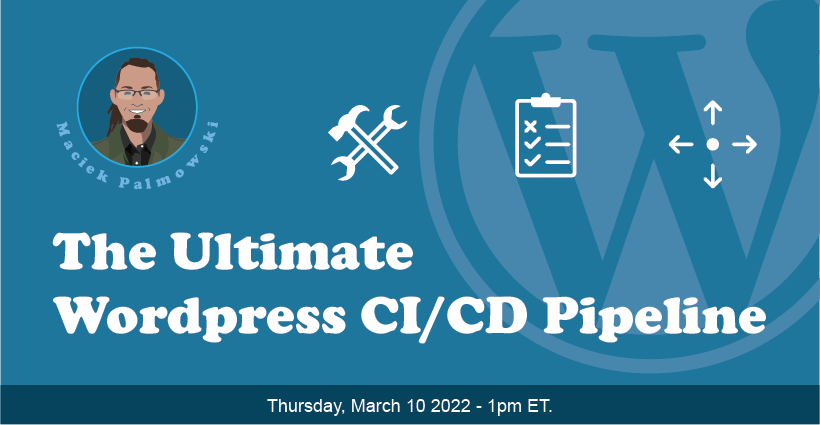 Maciek Palmowski
The Ultimate
Wordpress CI/CD Pipeline
Thursday, March 10 2022 - 1pm ET.